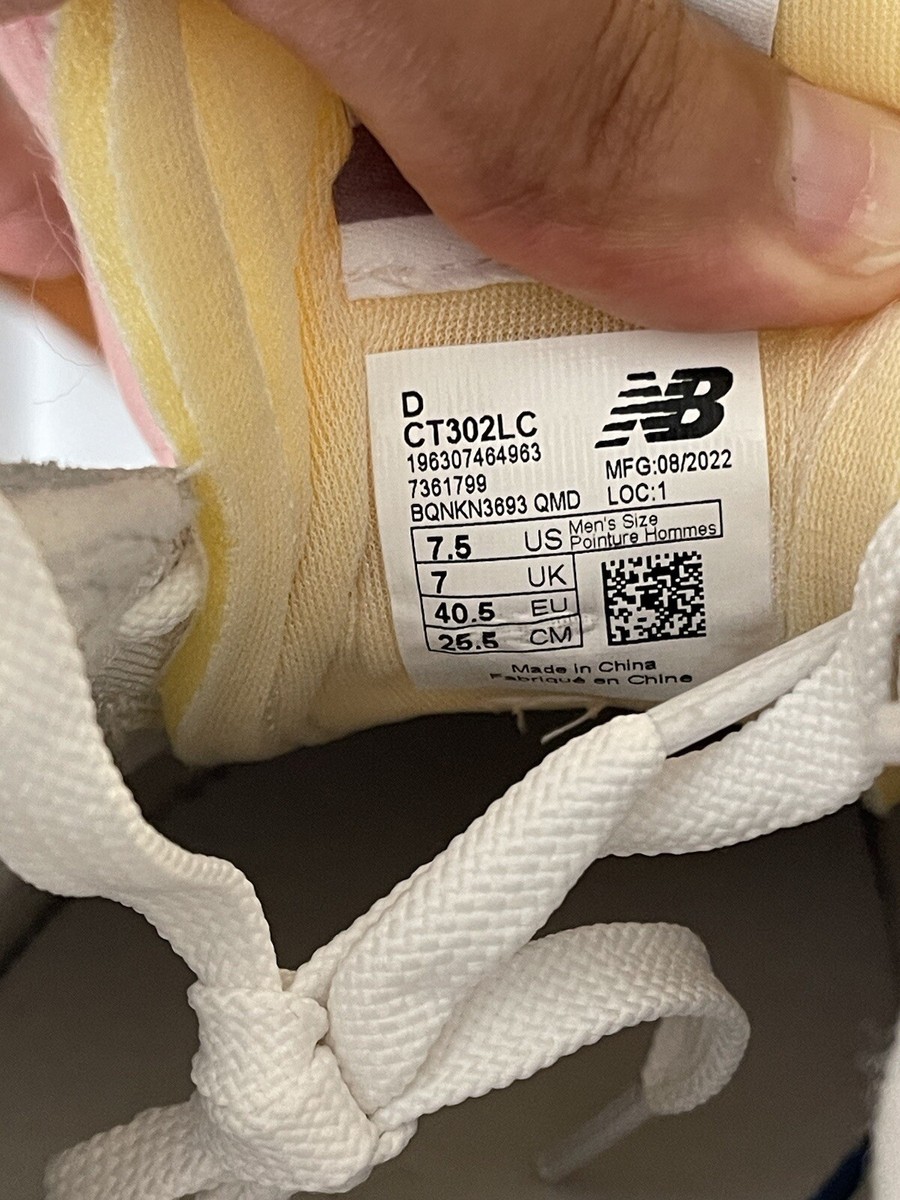 D
CT302LC
196307464963
7361799
BQNKN3693 QMD
NB
MFG:08/2022
LOC:1
7.5 US Men's Size Pointure Hommes
7 UK
40.5 EU
25.5 CM
Made in China
Fabriqué en Chine